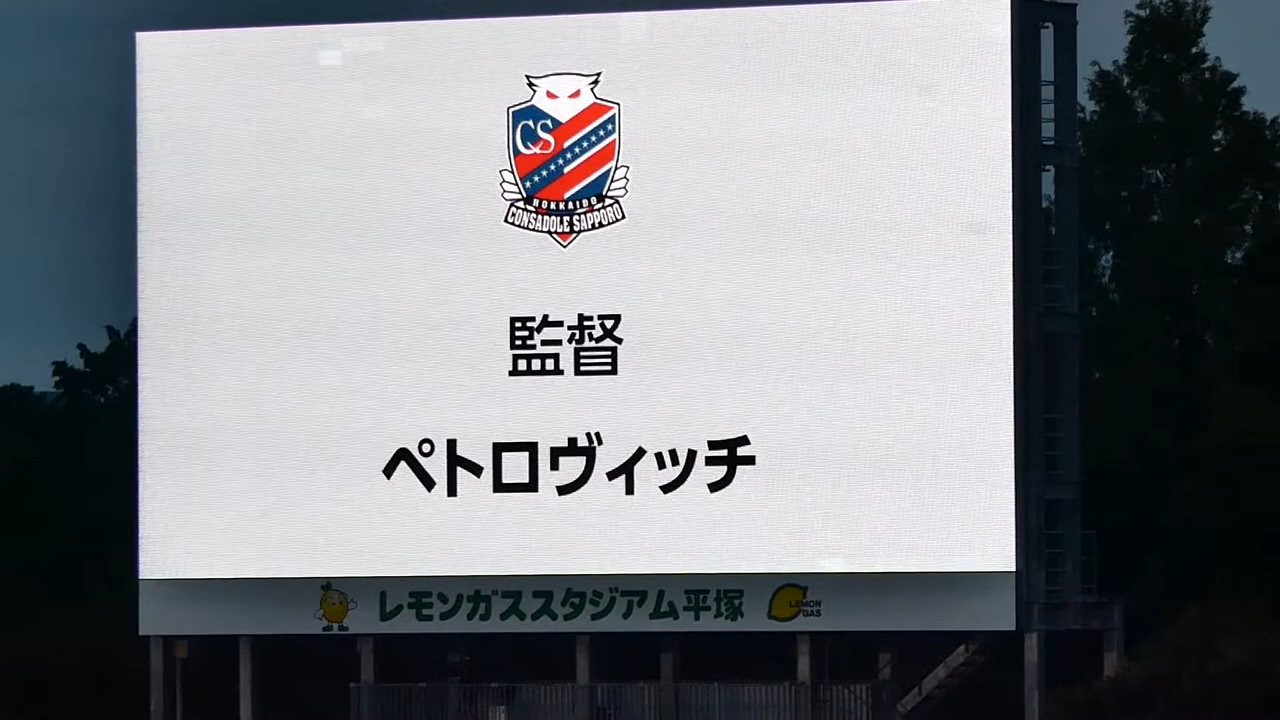 CS
HOKKAIDO
CONSADOLE SAPPORO
監督
ペトロヴィッチ
レモンガススタジアム平塚
LEMON
GAS